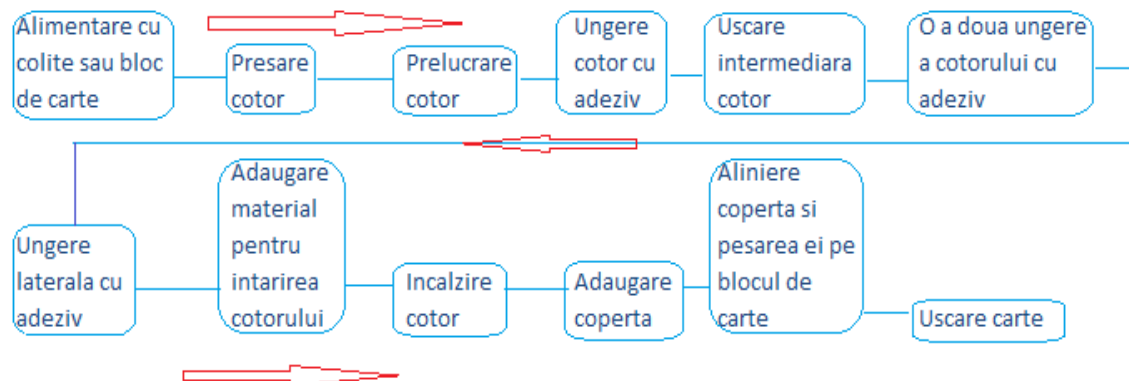 Alimentare cu
colite sau bloc
de carte
Presare
cotor
Prelucrare
cotor
Ungere
cotor cu
adeziv
Uscare
intermediara
cotor
O a doua ungere
a cotorului cu
adeziv
Ungere
laterala cu
adeziv
Adaugare
material
pentru
intarirea
cotorului
Incalzire
cotor
Adaugare
coperta
Aliniere
coperta si
pesarea ei pe
blocul de
carte
Uscare carte